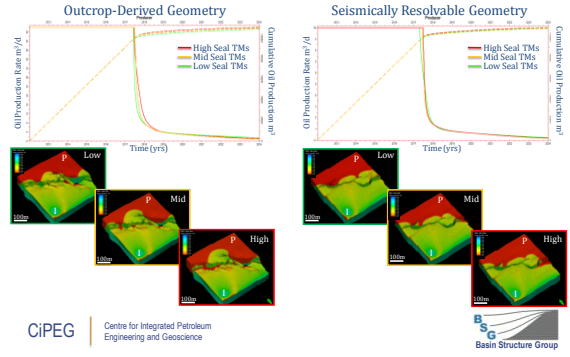 Outcrop-Derived Geometry
Seismically Resolvable Geometry
Producer
Producer
Oil Production Rate m³/d
High Seal TMs
Mid Seal TMs
Low Seal TMs
Cumulative Oil Production m³
Time (yrs)
Oil Production Rate m³/d
High Seal TMs
Mid Seal TMs
Low Seal TMs
Cumulative Oil Production m³
Time (yrs)
P
Low
I
100m
P
Mid
I
100m
P
High
I
100m
P
Low
I
100m
P
Mid
I
100m
P
High
I
100m
CiPEG
Centre for Integrated Petroleum
Engineering and Geoscience
BSG
Basin Structure Group